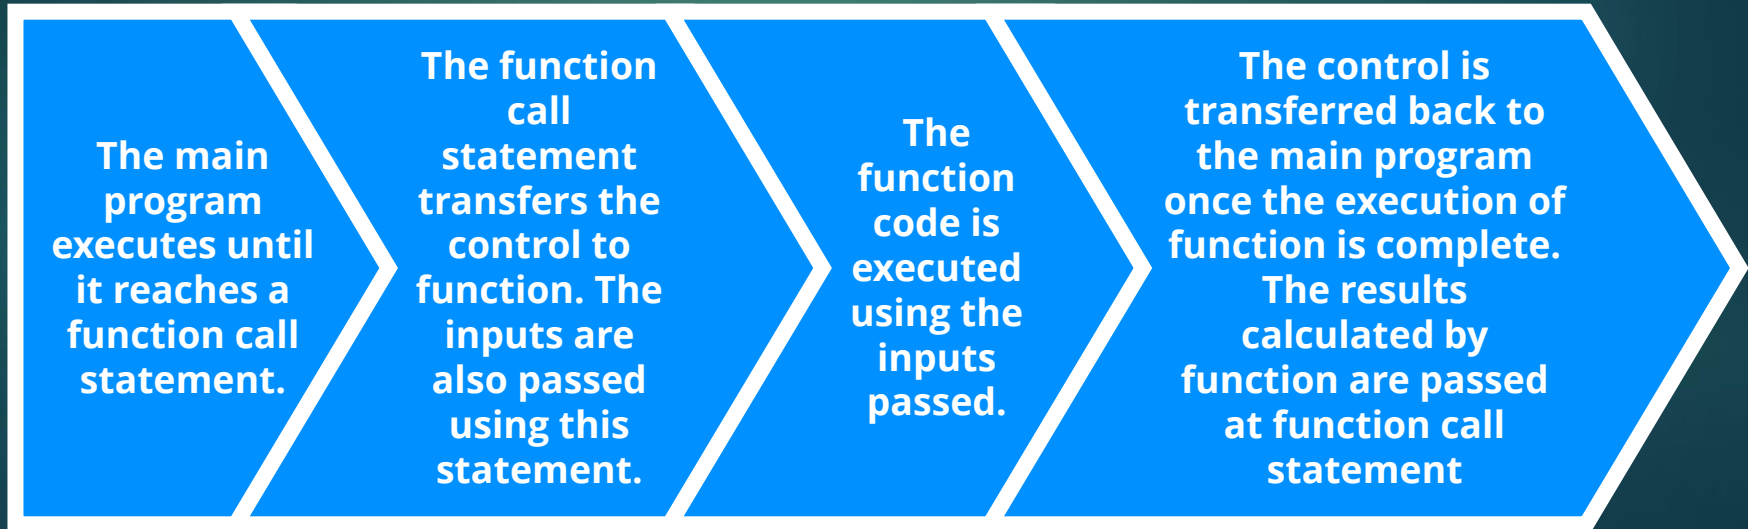 The main
program
executes until
it reaches a
function call
statement.
The function
call
statement
transfers the
control to
function. The
inputs are
also passed
using this
statement.
The
function
code is
executed
using the
inputs
passed.
The control is
transferred back to
the main program
once the execution of
function is complete.
The results
calculated by
function are passed
at function call
statement